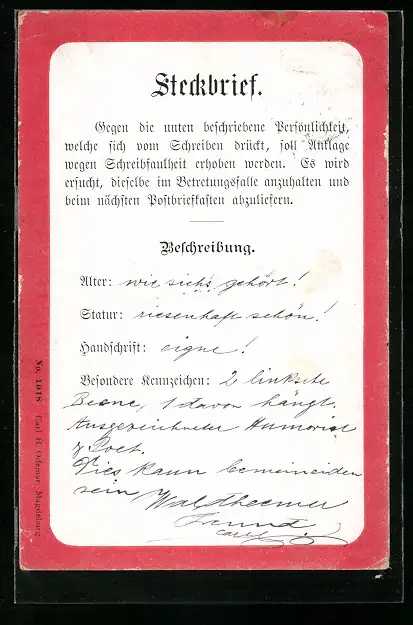 Steckbrief.
Gegen die unten beschriebene Persönlichkeit,
welche sich vom Schreiben drückt, soll Anklage
wegen Schreibfaulheit erhoben werden. Es wird
ersucht, dieselbe im Betretungsfalle anzuhalten und
beim nächsten Postbriefkasten abzuliefern.
Beschreibung.
Alter: wie sichs gehört!
Statur: riesenhaft schön!
Handschrift: eigne!
Besondere Kennzeichen: 2 linksche
Beene, 1 davon hängt.
Ausgezeichneter Humorist
& Poet.
Dies kann
sein
Carl
No. 1018 Carl H. Odemar, Magdeburg